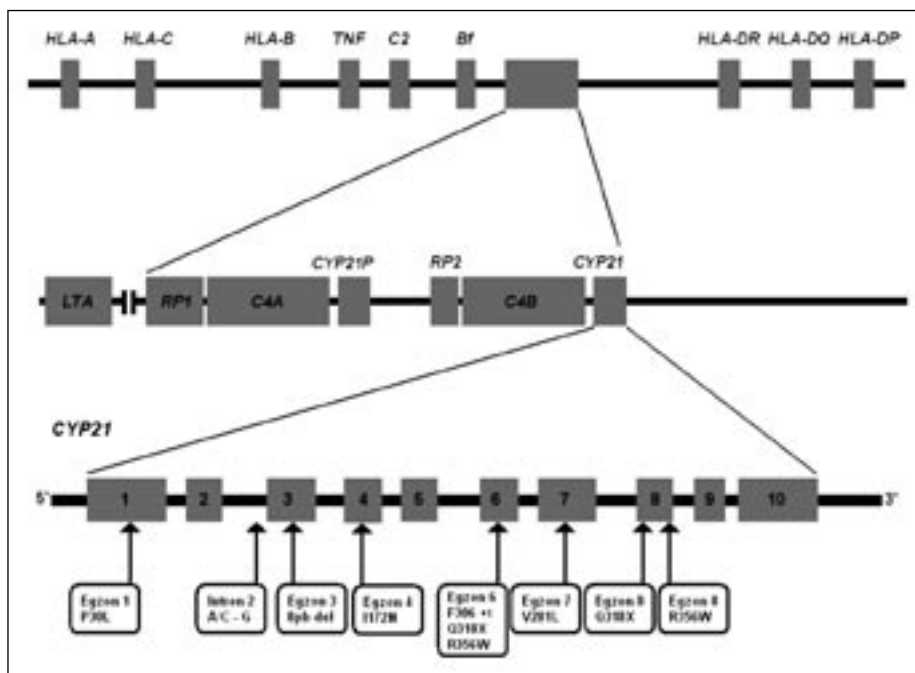 HLA-A HLA-C HLA-B TNF C2 Bf HLA-DR HLA-DQ HLA-DP
CYP21P RP2 CYP21
LTA RP1 C4A C4B
CYP21
5' 1 2 3 4 5 6 7 8 9 10 3'
Egzon 1
P30L
Intron 2
A/C - G
Egzon 3
8pb del
Egzon 4
I172N
Egzon 6
F306 +t
Q318X
R356W
Egzon 7
V281L
Egzon 8
Q318X
Egzon 8
R356W